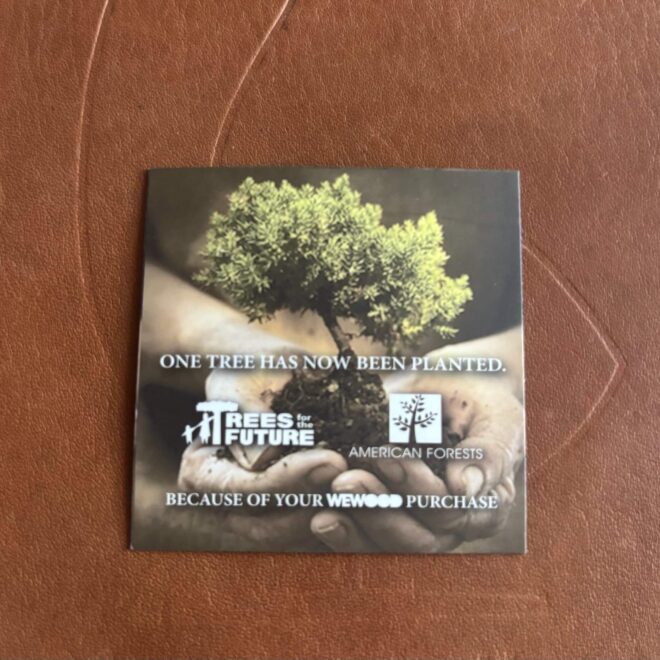 ONE TREE HAS NOW BEEN PLANTED.
TREES for the FUTURE
AMERICAN FORESTS
BECAUSE OF YOUR WEWOOD PURCHASE